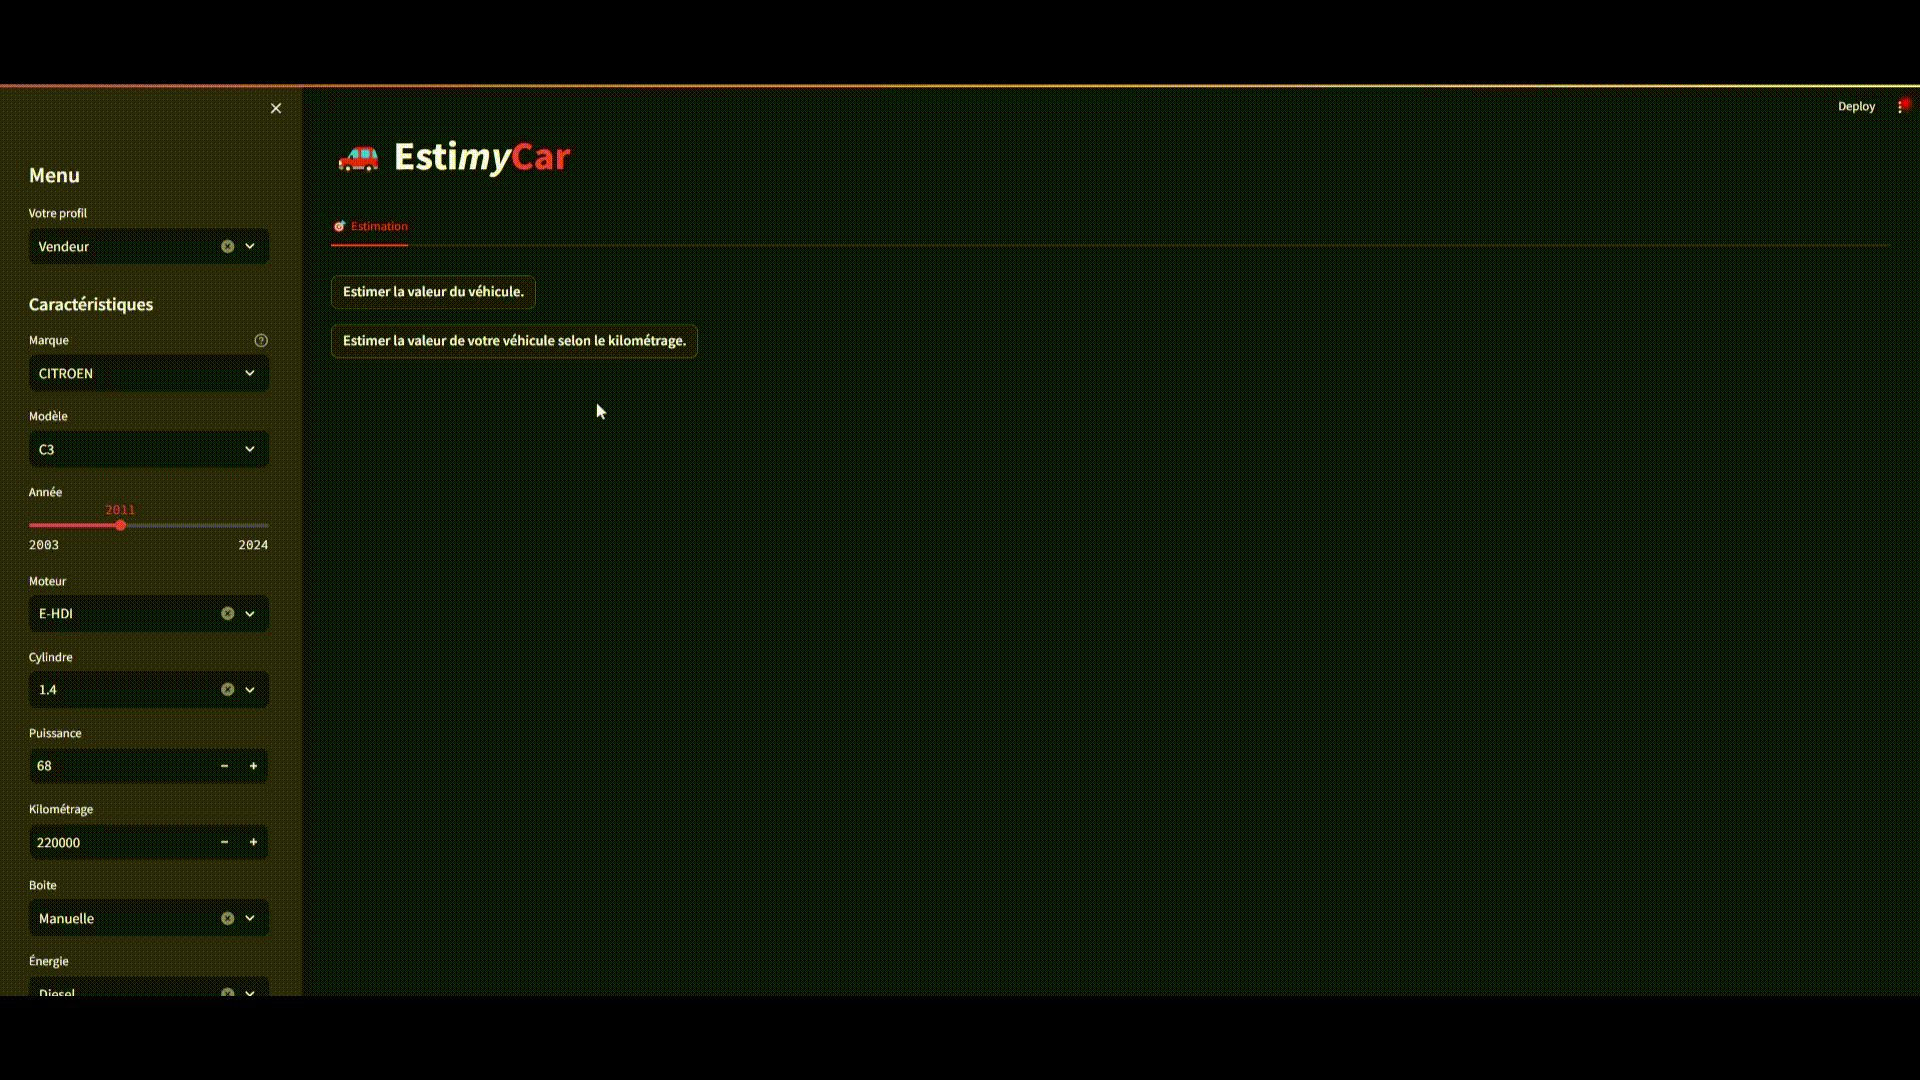 Deploy
Menu
Votre profil
Vendeur
Caractéristiques
Marque
CITROEN
Modèle
C3
Année
2011
2003 2024
Moteur
E-HDI
Cylindre
1.4
Puissance
68
Kilométrage
220000
Boite
Manuelle
Énergie
Diesel
EstimyCar
Estimation
Estimer la valeur du véhicule.
Estimer la valeur de votre véhicule selon le kilométrage.